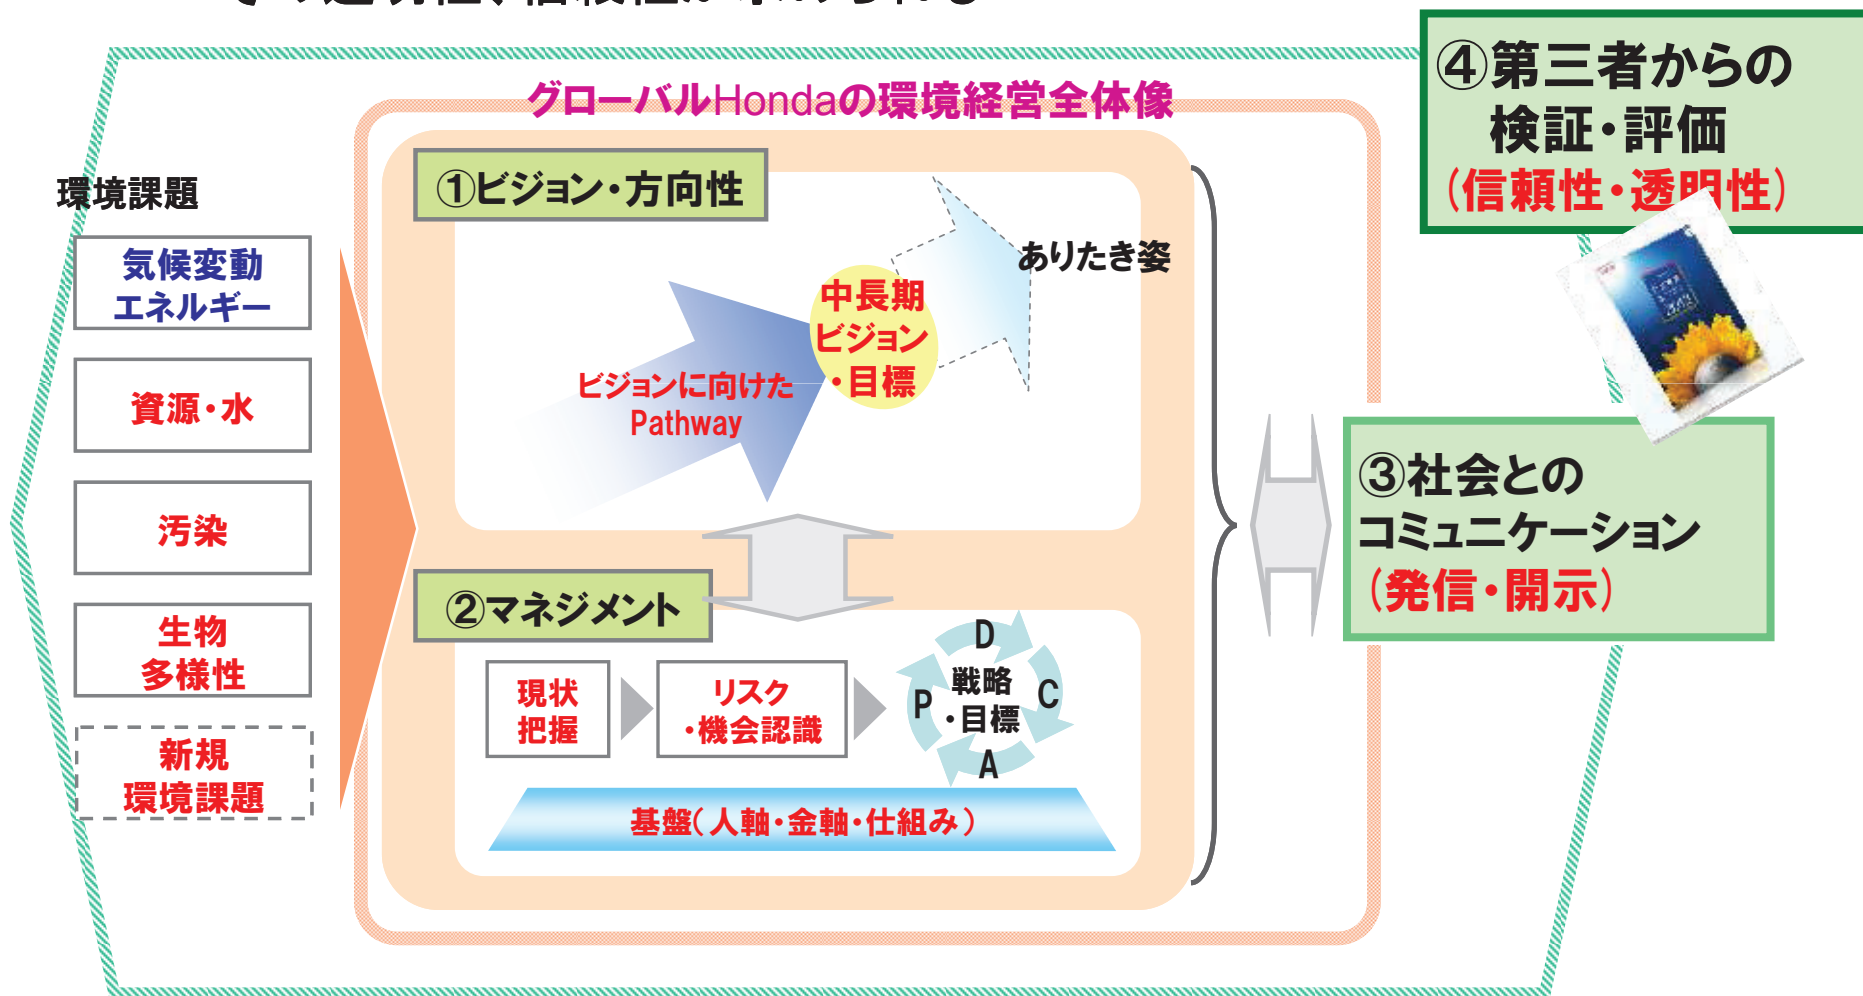 グローバルHondaの環境経営全体像
④第三者からの
検証・評価
(信頼性・透明性)
環境課題
気候変動
エネルギー
資源・水
汚染
生物
多様性
新規
環境課題
①ビジョン・方向性
ありたき姿
中長期
ビジョン
・目標
ビジョンに向けた
Pathway
③社会との
コミュニケーション
(発信・開示)
②マネジメント
現状
把握
リスク
・機会認識
D
P
C
A
戦略
・目標
基盤(人軸・金軸・仕組み)